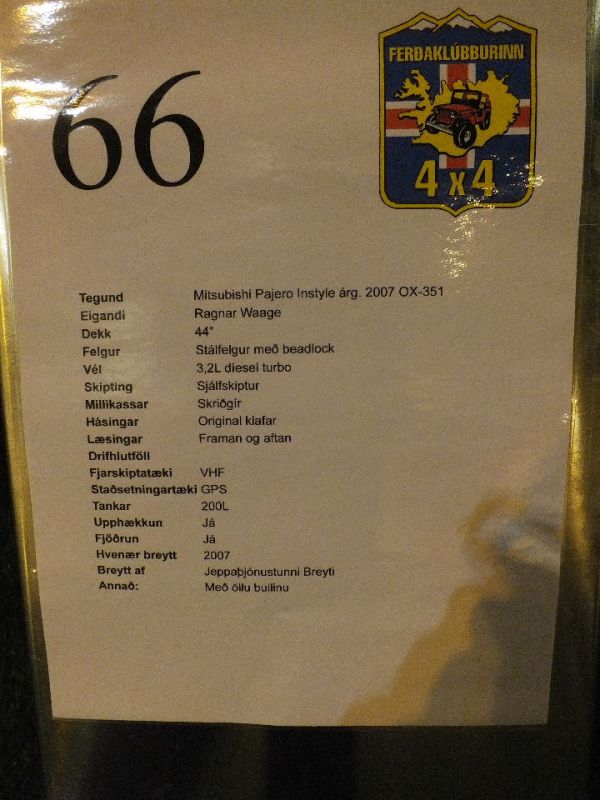 66
FERÐAKLÚBBURINN
4x4
Tegund Mitsubishi Pajero Instyle árg. 2007 OX-351
Eigandi Ragnar Waage
Dekk 44"
Felgur Stálfelgur með beadlock
Vél 3,2L diesel turbo
Skipting Sjálfskiptur
Millikassar Skriðgír
Hásingar Original klafar
Læsingar Framan og aftan
Drifhlutföll
Fjarskiptatæki VHF
Staðsetningartæki GPS
Tankar 200L
Upphækkun Já
Fjöðrun Já
Hvenær breytt 2007
Breytt af Jeppaþjónustunni Breyti
Annað: Með öllu bullinu